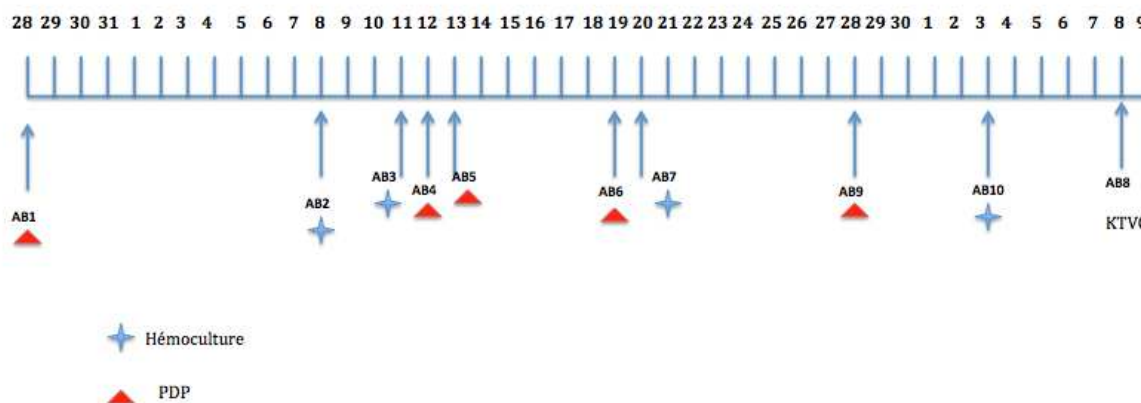 28 29 30 31 1 2 3 4 5 6 7 8 9 10 11 12 13 14 15 16 17 18 19 20 21 22 23 24 25 26 27 28 29 30 1 2 3 4 5 6 7 8 9
AB3 AB4 AB5 AB6 AB7 AB9 AB10 AB8
AB1 AB2 KTVC
Hémoculture
PDP